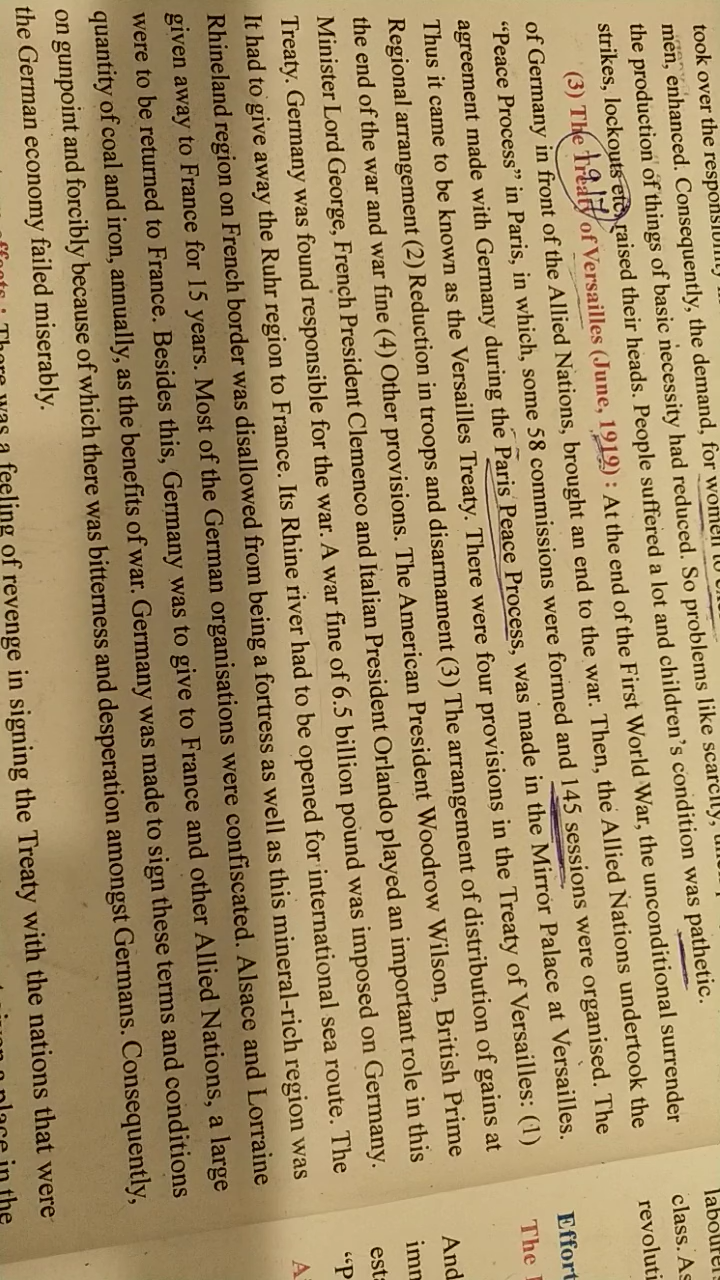 took over the
men, enhanced. Consequently, the demand, for women to
the production of things of basic necessity had reduced. So problems like scarcity,
strikes, lockouts etc. raised their heads. People suffered a lot and children's condition was pathetic.
1917
(3) The Treaty of Versailles (June, 1919) : At the end of the First World War, the unconditional surrender
of Germany in front of the Allied Nations, brought an end to the war. Then, the Allied Nations undertook the
“Peace Process” in Paris, in which, some 58 commissions were formed and 145 sessions were organised. The
agreement made with Germany during the Paris Peace Process, was made in the Mirror Palace at Versailles.
Thus it came to be known as the Versailles Treaty. There were four provisions in the Treaty of Versailles: (1)
Regional arrangement (2) Reduction in troops and disarmament (3) The arrangement of distribution of gains at
the end of the war and war fine (4) Other provisions. The American President Woodrow Wilson, British Prime
Minister Lord George, French President Clemenco and Italian President Orlando played an important role in this
Treaty. Germany was found responsible for the war. A war fine of 6.5 billion pound was imposed on Germany.
It had to give away the Ruhr region to France. Its Rhine river had to be opened for international sea route. The
Rhineland region on French border was disallowed from being a fortress as well as this mineral-rich region was
given away to France for 15 years. Most of the German organisations were confiscated. Alsace and Lorraine
were to be returned to France. Besides this, Germany was to give to France and other Allied Nations, a large
quantity of coal and iron, annually, as the benefits of war. Germany was made to sign these terms and conditions
on gunpoint and forcibly because of which there was bitterness and desperation amongst Germans. Consequently,
the German economy failed miserably.
: There was a feeling of revenge in signing the Treaty with the nations that were
place in the
class. As
revoluti
Effort
The
And
imm
est
“P
A